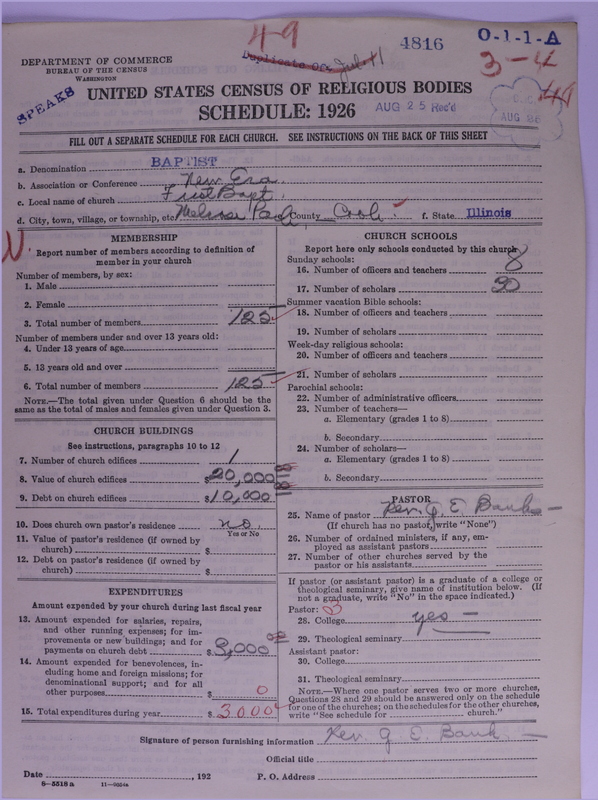 49
4816
O-1-1-A
Duplicate
3-4
49
DEPARTMENT OF COMMERCE
BUREAU OF THE CENSUS
WASHINGTON
SPEAKS
UNITED STATES CENSUS OF RELIGIOUS BODIES
SCHEDULE: 1926
AUG 25 Rec'd
AUG 26
FILL OUT A SEPARATE SCHEDULE FOR EACH CHURCH. SEE INSTRUCTIONS ON THE BACK OF THIS SHEET
a. Denomination BAPTIST
b. Association or Conference New Era
c. Local name of church First Bapt
d. City, town, village, or township, etc. Melrose Park County Cook f. State Illinois
N.
MEMBERSHIP
Report number of members according to definition of member in your church
Number of members, by sex:
1. Male
2. Female
3. Total number of members 125
Number of members under and over 13 years old:
4. Under 13 years of age
5. 13 years old and over
6. Total number of members 125
NOTE.—The total given under Question 6 should be
same as the total of males and females given under Question 3.
CHURCH BUILDINGS
See instructions, paragraphs 10 to 12
7. Number of church edifices 1
8. Value of church edifices $20,000
9. Debt on church edifices $10,000
10. Does church own pastor's residence no
Yes or No
11. Value of pastor's residence (if owned by
church) $
12. Debt on pastor's residence (if owned by
church) $
EXPENDITURES
Amount expended by your church during last fiscal year
13. Amount expended for salaries, repairs,
and other running expenses; for im-
provements or new buildings; and for
payments on church debt $3,000
14. Amount expended for benevolences, in-
cluding home and foreign missions; for
denominational support; and for all
other purposes $ 0
15. Total expenditures during year $ 3000
CHURCH SCHOOLS
Report here only schools conducted by this church
Sunday schools:
16. Number of officers and teachers 8
17. Number of scholars 90
Summer vacation Bible schools:
18. Number of officers and teachers
19. Number of scholars
Week-day religious schools:
20. Number of officers and teachers
21. Number of scholars
Parochial schools:
22. Number of administrative officers
23. Number of teachers—
a. Elementary (grades 1 to 8)
b. Secondary
24. Number of scholars—
a. Elementary (grades 1 to 8)
b. Secondary
PASTOR
25. Name of pastor Rev. G. E. Banks
(If church has no pastor, write "None")
26. Number of ordained ministers, if any, em-
ployed as assistant pastors
27. Number of other churches served by the
pastor or his assistants
If pastor (or assistant pastor) is a graduate of a college or
theological seminary, give name of institution below. (If
not a graduate, write "No" in the space indicated.)
Pastor: 3
28. College yes
29. Theological seminary
Assistant pastor:
30. College
31. Theological seminary
NOTE.—Where one pastor serves two or more churches,
Questions 28 and 29 should be answered only on the schedule
for one of the churches; on the schedules for the other churches,
write "See schedule for church."
Signature of person furnishing information Rev. G. E. Bank
Official title
Date , 192 P. O. Address
6-5518 a 11-9024a